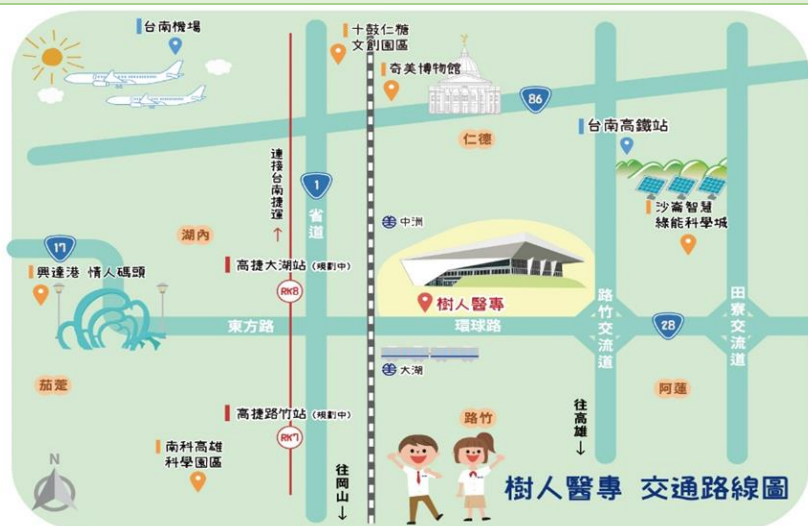 台南機場
十鼓仁糖
文創園區
奇美博物館
86
仁德
台南高鐵站
沙崙智慧
綠能科學城
連接台南捷運
↑
1
省道
中洲
湖內
17
興達港 情人碼頭
高捷大湖站 (規劃中)
RK8
樹人醫專
東方路
環球路
路竹交流道
28
田寮交流道
大湖
茄萣
阿蓮
高捷路竹站 (規劃中)
RK7
路竹
往高雄
↓
南科高雄
科學園區
往岡山
↓
N
樹人醫專 交通路線圖